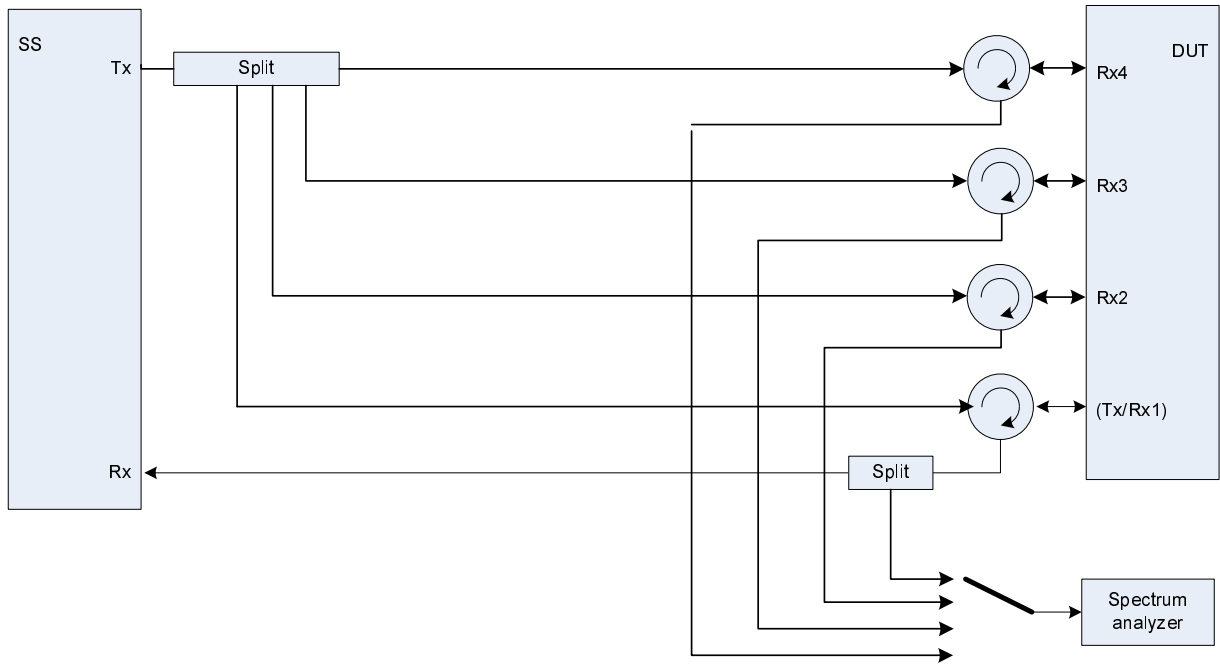 SS
Tx
Split
DUT
Rx4
Rx3
Rx2
(Tx/Rx1)
Rx
Split
Spectrum
analyzer